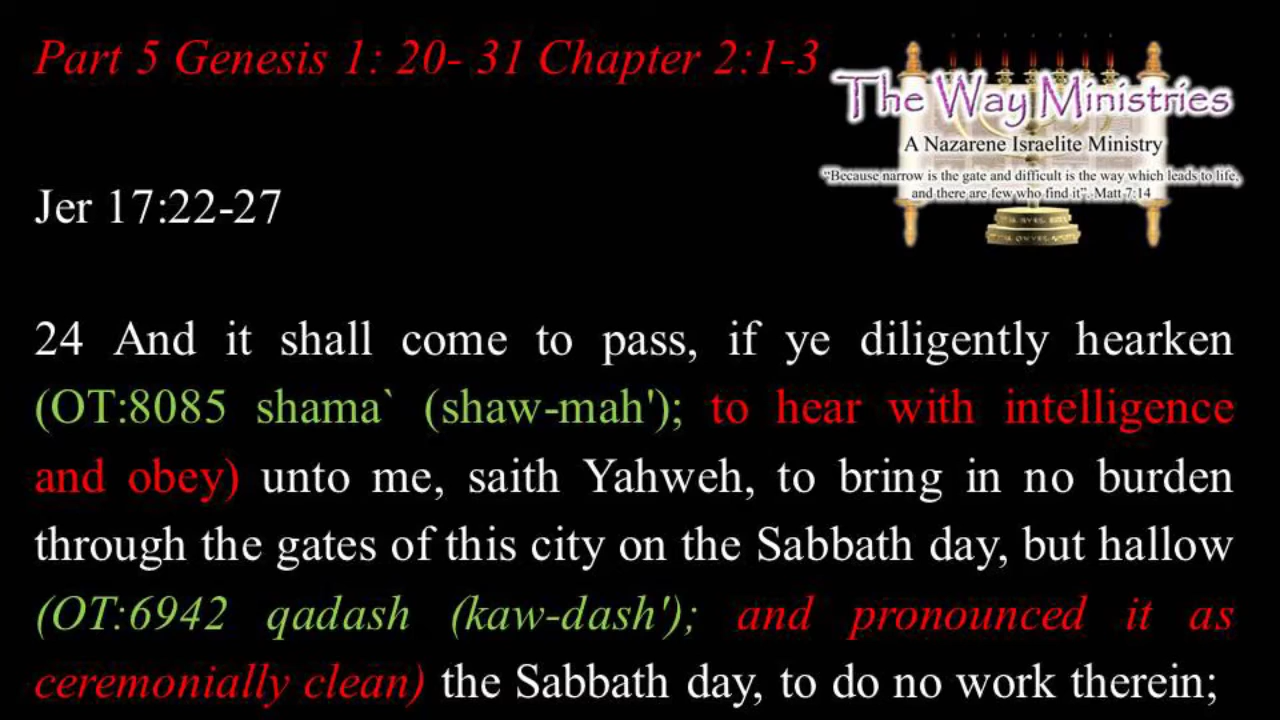 Part 5 Genesis 1: 20- 31 Chapter 2:1-3
The Way Ministries
A Nazarene Israelite Ministry
“Because narrow is the gate and difficult is the way which leads to life,
and there are few who find it”. Matt 7:14
Jer 17:22-27
24 And it shall come to pass, if ye diligently hearken
(OT:8085 shama` (shaw-mah'); to hear with intelligence
and obey) unto me, saith Yahweh, to bring in no burden
through the gates of this city on the Sabbath day, but hallow
(OT:6942 qadash (kaw-dash'); and pronounced it as
ceremonially clean) the Sabbath day, to do no work therein;